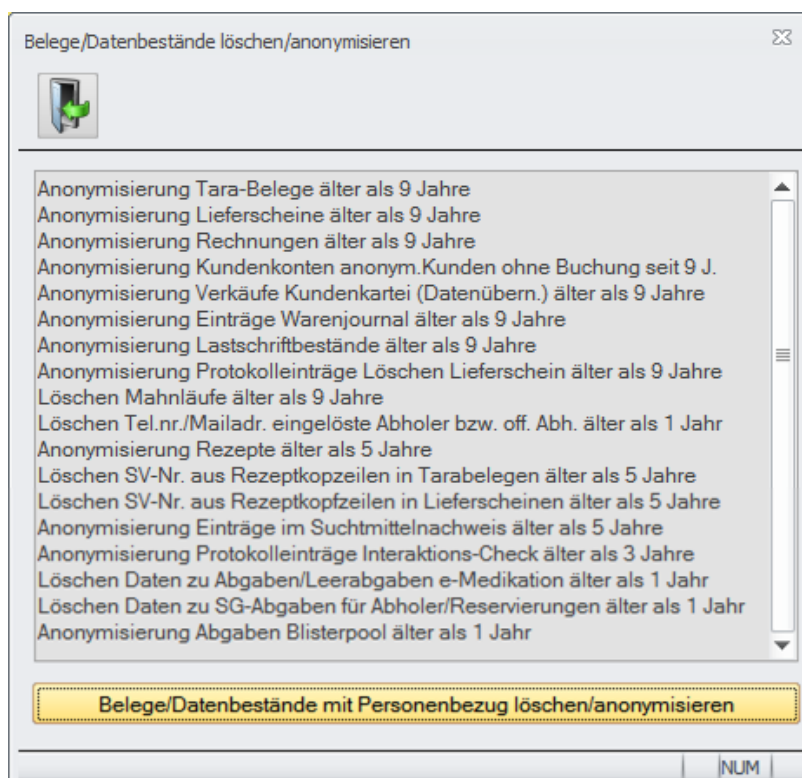 Belege/Datenbestände löschen/anonymisieren
Anonymisierung Tara-Belege älter als 9 Jahre
Anonymisierung Lieferscheine älter als 9 Jahre
Anonymisierung Rechnungen älter als 9 Jahre
Anonymisierung Kundenkonten anonym.Kunden ohne Buchung seit 9 J.
Anonymisierung Verkäufe Kundenkartei (Datenübern.) älter als 9 Jahre
Anonymisierung Einträge Warenjournal älter als 9 Jahre
Anonymisierung Lastschriftbestände älter als 9 Jahre
Anonymisierung Protokolleinträge Löschen Lieferschein älter als 9 Jahre
Löschen Mahnläufe älter als 9 Jahre
Löschen Tel.nr./Mailadr. eingelöste Abholer bzw. off. Abh. älter als 1 Jahr
Anonymisierung Rezepte älter als 5 Jahre
Löschen SV-Nr. aus Rezeptkopzeilen in Tarabelegen älter als 5 Jahre
Löschen SV-Nr. aus Rezeptkopfzeilen in Lieferscheinen älter als 5 Jahre
Anonymisierung Einträge im Suchtmittelnachweis älter als 5 Jahre
Anonymisierung Protokolleinträge Interaktions-Check älter als 3 Jahre
Löschen Daten zu Abgaben/Leerabgaben e-Medikation älter als 1 Jahr
Löschen Daten zu SG-Abgaben für Abholer/Reservierungen älter als 1 Jahr
Anonymisierung Abgaben Blisterpool älter als 1 Jahr
Belege/Datenbestände mit Personenbezug löschen/anonymisieren
NUM